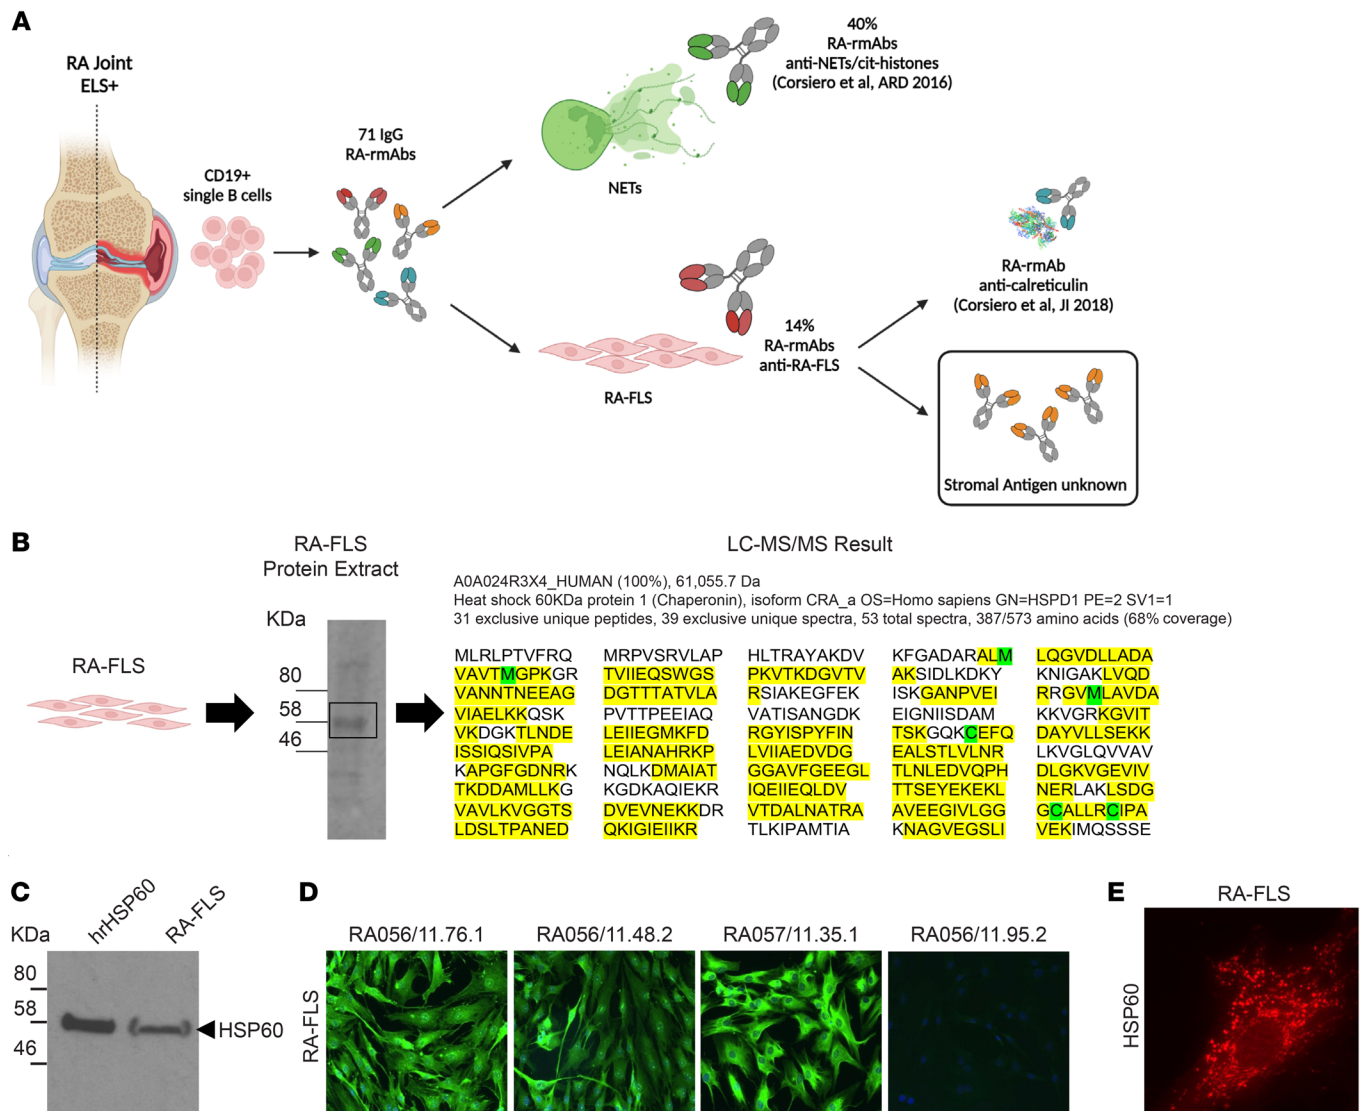 A
RA Joint
ELS+
CD19+
single B cells
71 IgG
RA-rmAbs
NETs
40%
RA-rmAbs
anti-NETs/cit-histones
(Corsiero et al, ARD 2016)
RA-FLS
14%
RA-rmAbs
anti-RA-FLS
RA-rmAb
anti-calreticulin
(Corsiero et al, JI 2018)
Stromal Antigen unknown
B
RA-FLS
RA-FLS
Protein Extract
KDa
80
58
46
LC-MS/MS Result
A0A024R3X4_HUMAN (100%), 61,055.7 Da
Heat shock 60KDa protein 1 (Chaperonin), isoform CRA_a OS=Homo sapiens GN=HSPD1 PE=2 SV1=1
31 exclusive unique peptides, 39 exclusive unique spectra, 53 total spectra, 387/573 amino acids (68% coverage)
MLRLPTVFRQ MRPVSRVLAP HLTRAYAKDV KFGADARALM LQGVDLLADA
VAVTMGPKGR TVIIEQSWGS PKVTKDGVTV AKSIDLKDKY KNIGAKLVQD
VANNTNEEAG DGTTTATVLA RSIAKEGFEK ISKGANPVEI RRGVMLAVDA
VIAELKKQSK PVTTPEEIAQ VATISANGDK EIGNIISDAM KKVGRKGVIT
VKDGKTLNDE LEIIEGMKFD RGYISPYFIN TSKGQKCEFQ DAYVLLSEKK
ISSIQSIVPA LEIANAHRKP LVIIAEDVDG EALSTLVLNR LKVGLQVVAV
KAPGFGDNRK NQLKDMAIAT GGAVFGEEGL TLNLEDVQPH DLGKVGEVIV
TKDDAMLLKG KGDKAQIEKR IQEIIEQLDV TTSEYEKEKL NERLAKLSDG
VAVLKVGGTS DVEVNEKKDR VTDALNATRA AVEEGIVLGG GCALLRCIPA
LDSLTPANED QKIGIEIIKR TLKIPAMTIA KNAGVEGSLI VEKIMQSSSE
C
KDa
hrHSP60
RA-FLS
80
58
46
HSP60
D
RA056/11.76.1
RA056/11.48.2
RA057/11.35.1
RA056/11.95.2
RA-FLS
E
RA-FLS
HSP60